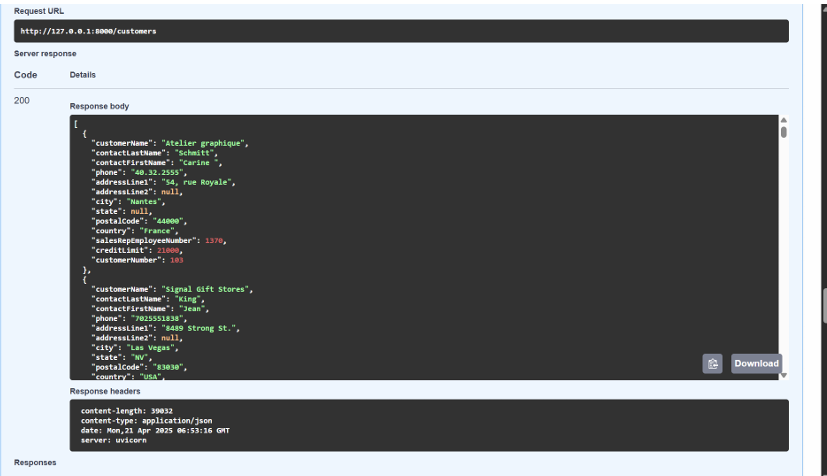 Request URL
http://127.0.0.1:8000/customers
Server response
Code Details
200
Response body
[
{
"customerName": "Atelier graphique",
"contactLastName": "Schmitt",
"contactFirstName": "Carine ",
"phone": "40.32.2555",
"addressLine1": "54, rue Royale",
"addressLine2": null,
"city": "Nantes",
"state": null,
"postalCode": "44000",
"country": "France",
"salesRepEmployeeNumber": 1370,
"creditLimit": 21000,
"customerNumber": 103
},
{
"customerName": "Signal Gift Stores",
"contactLastName": "King",
"contactFirstName": "Jean",
"phone": "7025551838",
"addressLine1": "8489 Strong St.",
"addressLine2": null,
"city": "Las Vegas",
"state": "NV",
"postalCode": "83030",
"country": "USA",
Download
Response headers
content-length: 39032
content-type: application/json
date: Mon,21 Apr 2025 06:53:16 GMT
server: uvicorn
Responses